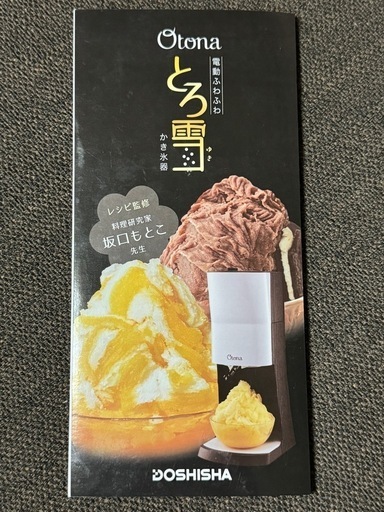 Otona
電動ふわふわ
とろ雪
ゆき
かき氷器
レシピ監修
料理研究家
坂口もとこ
先生
Otona
DOSHISHA